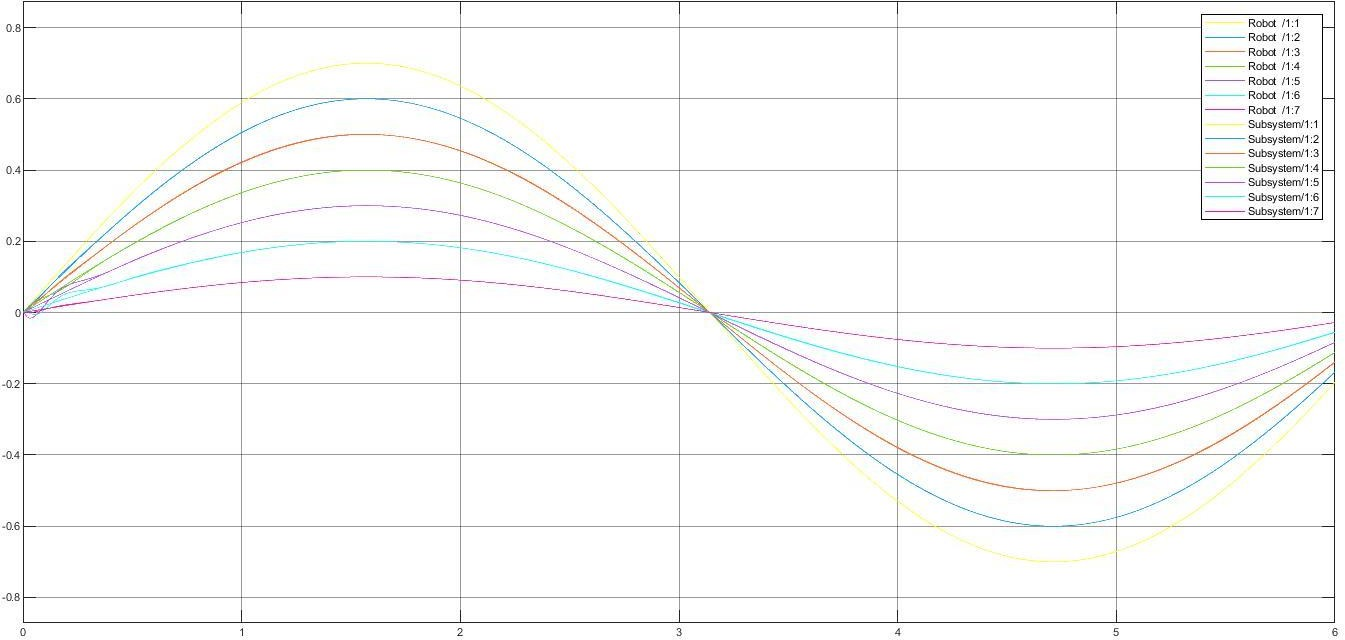 0.8
0.6
0.4
0.2
0
-0.2
-0.4
-0.6
-0.8
0 1 2 3 4 5 6
Robot /1:1
Robot /1:2
Robot /1:3
Robot /1:4
Robot /1:5
Robot /1:6
Robot /1:7
Subsystem/1:1
Subsystem/1:2
Subsystem/1:3
Subsystem/1:4
Subsystem/1:5
Subsystem/1:6
Subsystem/1:7